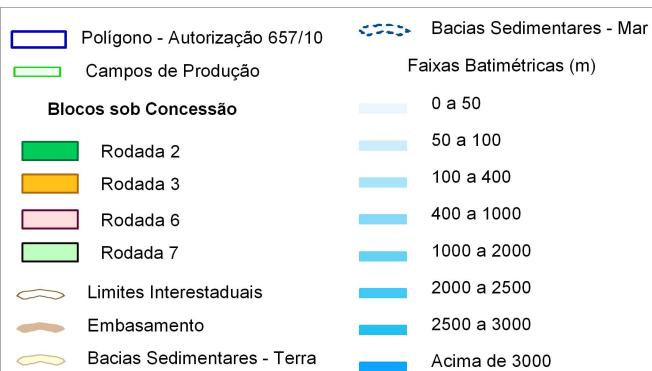 Polígono - Autorização 657/10
Campos de Produção
Blocos sob Concessão
Rodada 2
Rodada 3
Rodada 6
Rodada 7
Limites Interestaduais
Embasamento
Bacias Sedimentares - Terra
Bacias Sedimentares - Mar
Faixas Batimétricas (m)
0 a 50
50 a 100
100 a 400
400 a 1000
1000 a 2000
2000 a 2500
2500 a 3000
Acima de 3000